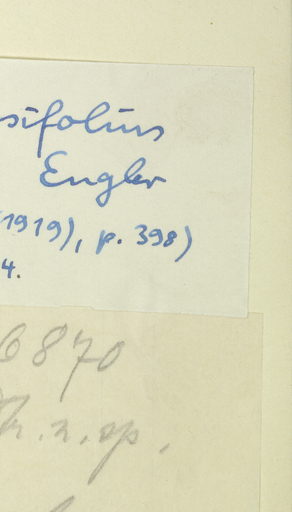 sifolius
Engler
1919), p. 398)
4.
6870
n. sp.